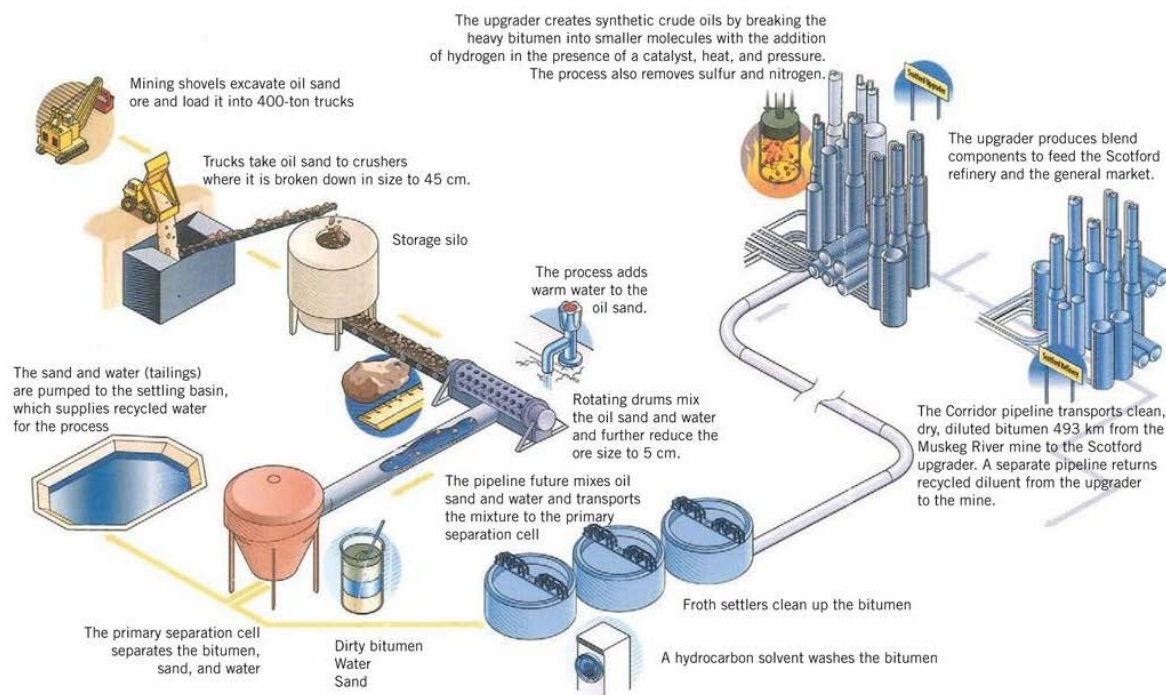 The upgrader creates synthetic crude oils by breaking the
heavy bitumen into smaller molecules with the addition
of hydrogen in the presence of a catalyst, heat, and pressure.
The process also removes sulfur and nitrogen.
Scotford Upgrader
Mining shovels excavate oil sand
ore and load it into 400-ton trucks
The upgrader produces blend
components to feed the Scotford
refinery and the general market.
Trucks take oil sand to crushers
where it is broken down in size to 45 cm.
Storage silo
The process adds
warm water to the
oil sand.
The sand and water (tailings)
are pumped to the settling basin,
which supplies recycled water
for the process
Rotating drums mix
the oil sand and water
and further reduce the
ore size to 5 cm.
Scotford Refinery
The Corridor pipeline transports clean,
dry, diluted bitumen 493 km from the
Muskeg River mine to the Scotford
upgrader. A separate pipeline returns
recycled diluent from the upgrader
to the mine.
The pipeline future mixes oil
sand and water and transports
the mixture to the primary
separation cell
Froth settlers clean up the bitumen
The primary separation cell
separates the bitumen,
sand, and water
Dirty bitumen
Water
Sand
A hydrocarbon solvent washes the bitumen